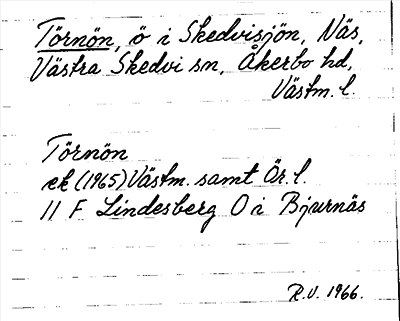 Törnön, ö i Skedvisjön, Näs,
Västra Skedvi sn, Åkerbo hd,
Västm. l.
Törnön
ek (1965) Västm. samt Ör. l.
11 F Lindesberg O i Bjurnäs
R.V. 1966.